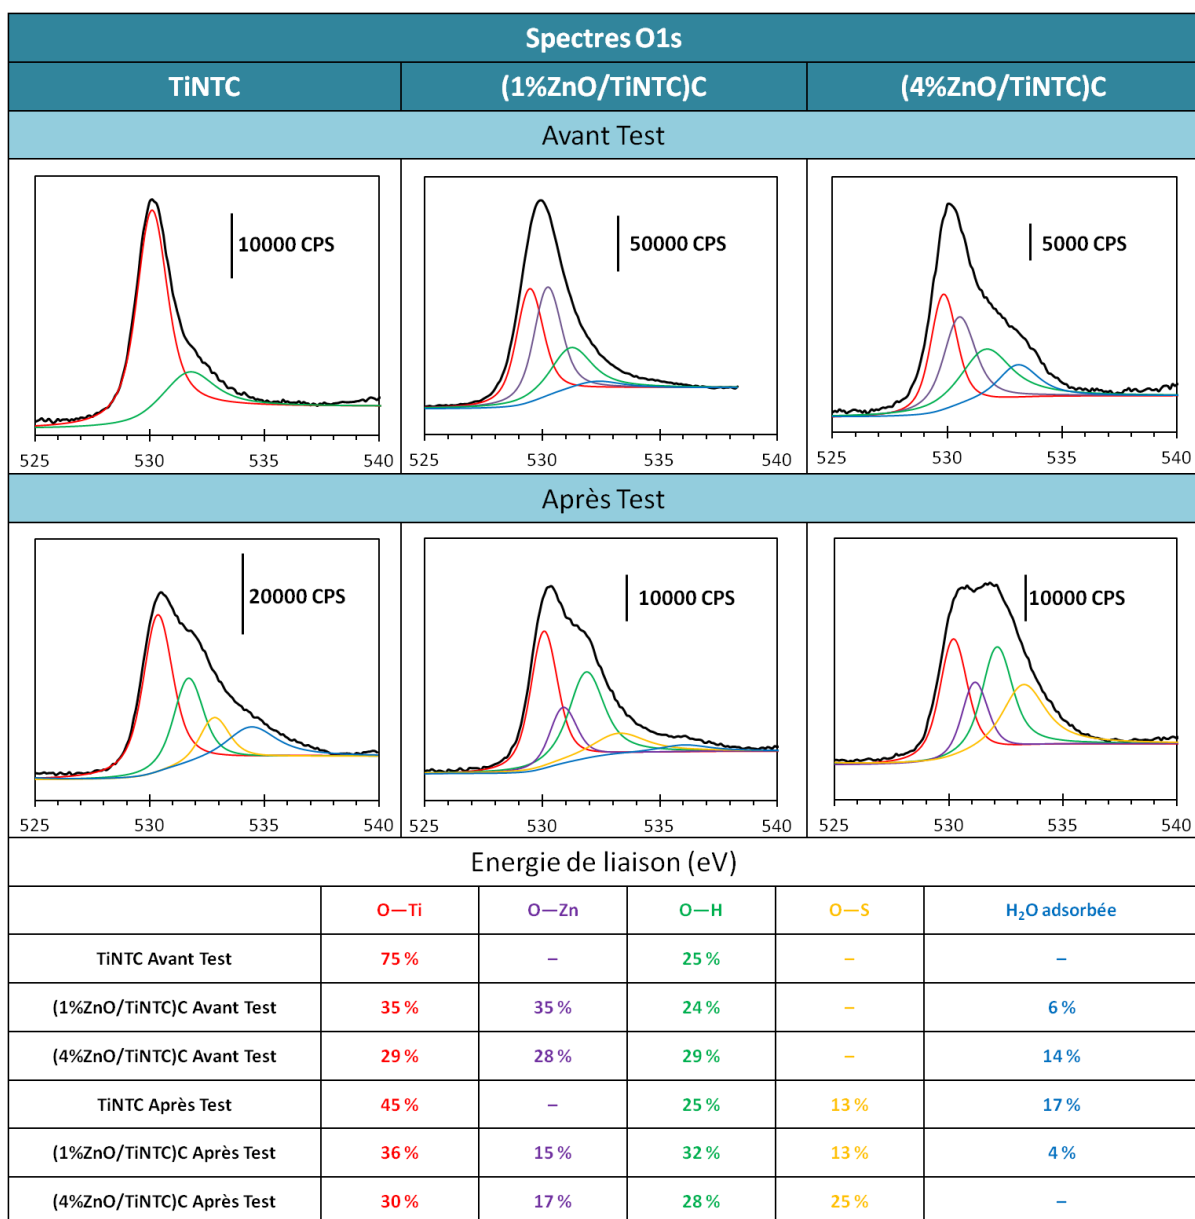 Spectres O1s
TiNTC (1%ZnO/TiNTC)C (4%ZnO/TiNTC)C
Avant Test
10000 CPS 50000 CPS 5000 CPS
525 530 535 540 525 530 535 540 525 530 535 540
Après Test
20000 CPS 10000 CPS 10000 CPS
525 530 535 540 525 530 535 540 525 530 535 540
Energie de liaison (eV)
O—Ti O—Zn O—H O—S H₂O adsorbée
TiNTC Avant Test 75 % – 25 % – –
(1%ZnO/TiNTC)C Avant Test 35 % 35 % 24 % – 6 %
(4%ZnO/TiNTC)C Avant Test 29 % 28 % 29 % – 14 %
TiNTC Après Test 45 % – 25 % 13 % 17 %
(1%ZnO/TiNTC)C Après Test 36 % 15 % 32 % 13 % 4 %
(4%ZnO/TiNTC)C Après Test 30 % 17 % 28 % 25 % –